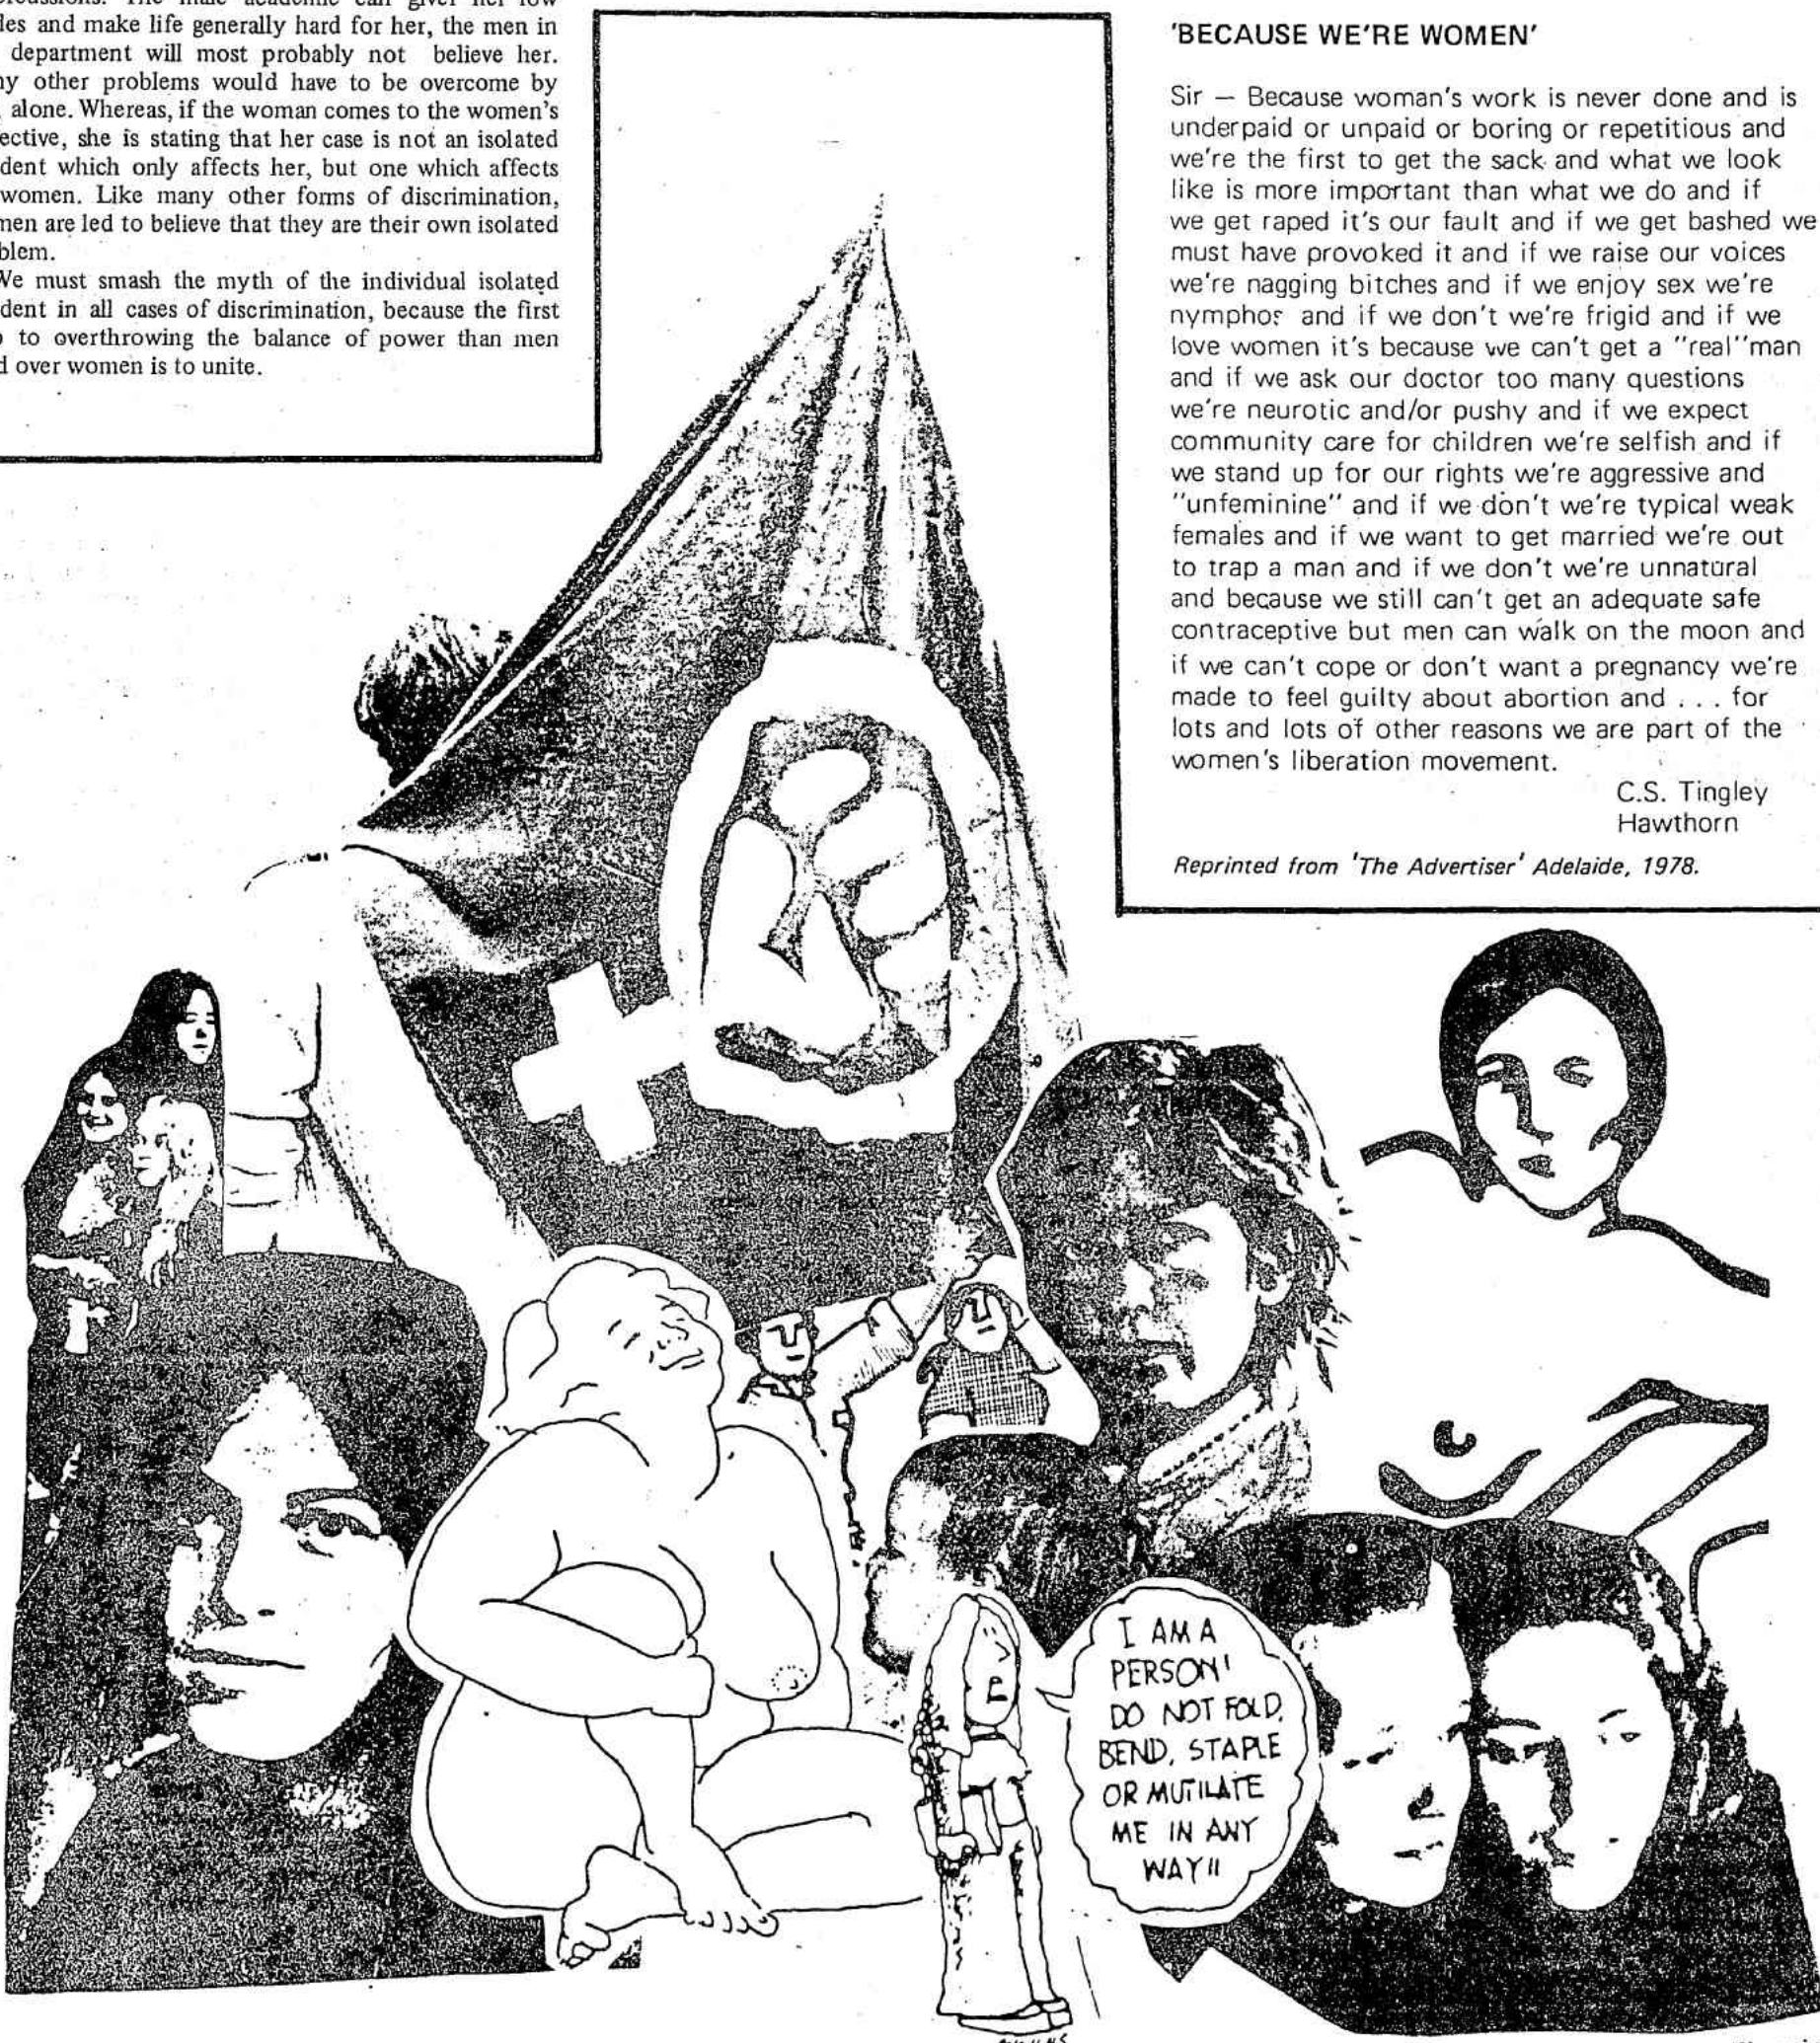 les and make life generally hard for her, the men in
department will most probably not believe her.
y other problems would have to be overcome by
alone. Whereas, if the woman comes to the women's
ective, she is stating that her case is not an isolated
dent which only affects her, but one which affects
women. Like many other forms of discrimination,
en are led to believe that they are their own isolated
blem.
We must smash the myth of the individual isolated
dent in all cases of discrimination, because the first
to overthrowing the balance of power than men
d over women is to unite.
'BECAUSE WE'RE WOMEN'
Sir — Because woman's work is never done and is
underpaid or unpaid or boring or repetitious and
we're the first to get the sack and what we look
like is more important than what we do and if
we get raped it's our fault and if we get bashed we
must have provoked it and if we raise our voices
we're nagging bitches and if we enjoy sex we're
nymphos and if we don't we're frigid and if we
love women it's because we can't get a "real" man
and if we ask our doctor too many questions
we're neurotic and/or pushy and if we expect
community care for children we're selfish and if
we stand up for our rights we're aggressive and
"unfeminine" and if we don't we're typical weak
females and if we want to get married we're out
to trap a man and if we don't we're unnatural
and because we still can't get an adequate safe
contraceptive but men can walk on the moon and
if we can't cope or don't want a pregnancy we're
made to feel guilty about abortion and . . . for
lots and lots of other reasons we are part of the
women's liberation movement.
C.S. Tingley
Hawthorn
Reprinted from 'The Advertiser' Adelaide, 1978.
I AM A
PERSON!
DO NOT FOLD,
BEND, STAPLE
OR MUTILATE
ME IN ANY
WAY!!